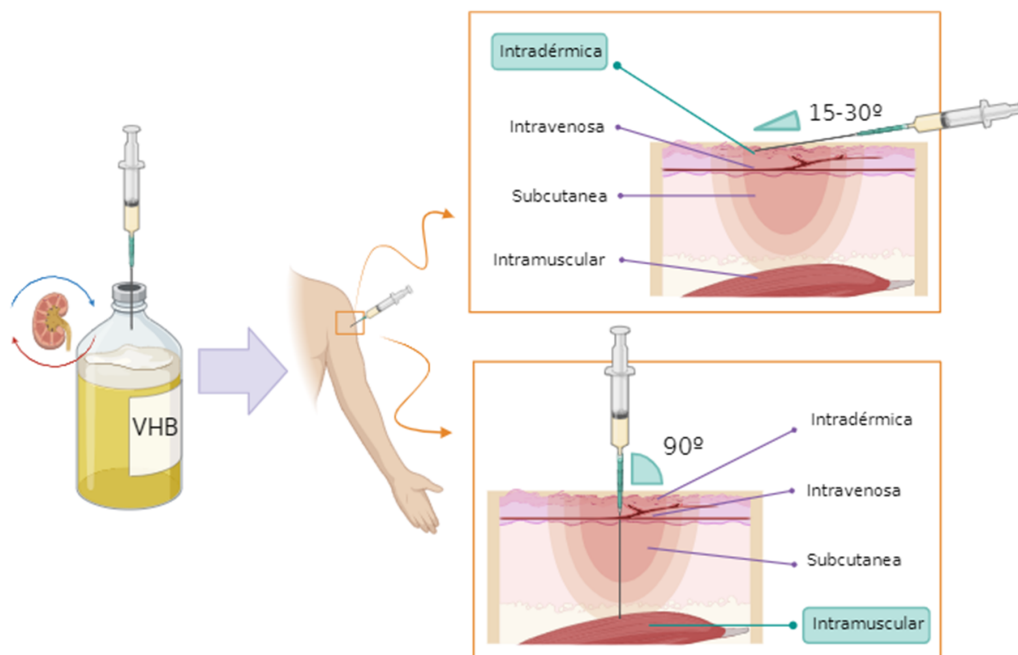 Intradérmica
15-30º
Intravenosa
Subcutanea
Intramuscular
VHB
90º
Intradérmica
Intravenosa
Subcutanea
Intramuscular